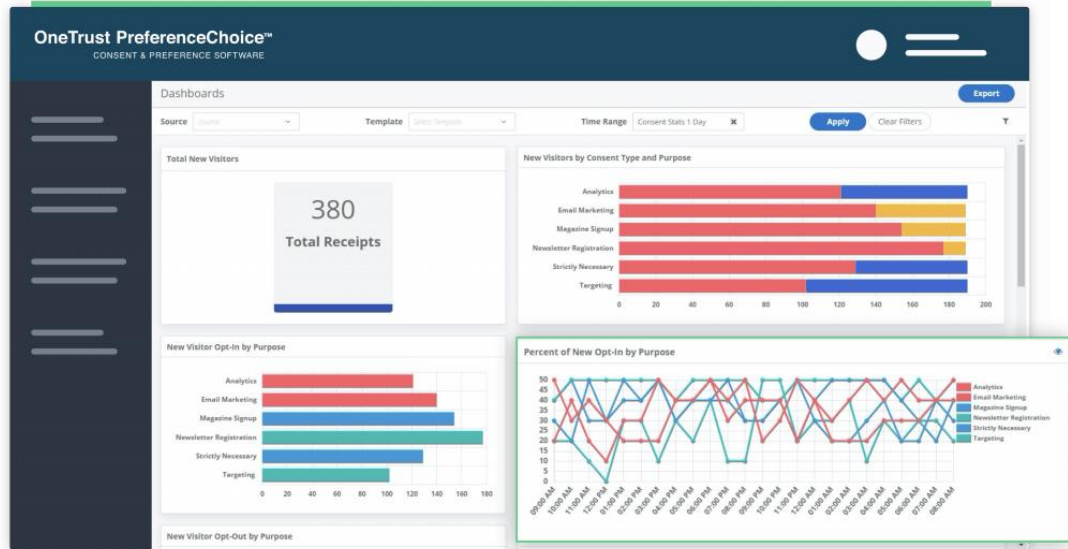 OneTrust PreferenceChoice™
CONSENT & PREFERENCE SOFTWARE
Dashboards
Export
Source Source Template Select Template Time Range Consent Stats 1 Day × Apply Clear Filters
Total New Visitors
380
Total Receipts
New Visitors by Consent Type and Purpose
Analytics
Email Marketing
Magazine Signup
Newsletter Registration
Strictly Necessary
Targeting
0 20 40 60 80 100 120 140 160 180 200
New Visitor Opt-In by Purpose
Analytics
Email Marketing
Magazine Signup
Newsletter Registration
Strictly Necessary
Targeting
0 20 40 60 80 100 120 140 160 180
Percent of New Opt-In by Purpose
50
45
40
35
30
25
20
15
10
5
0
09:00 AM 10:00 AM 11:00 AM 12:00 PM 01:00 PM 02:00 PM 03:00 PM 04:00 PM 05:00 PM 06:00 PM 07:00 PM 08:00 PM 09:00 PM 10:00 PM 11:00 PM 12:00 AM 01:00 AM 02:00 AM 03:00 AM 04:00 AM 05:00 AM 06:00 AM 07:00 AM 08:00 AM
Analytics
Email Marketing
Magazine Signup
Newsletter Registration
Strictly Necessary
Targeting
New Visitor Opt-Out by Purpose